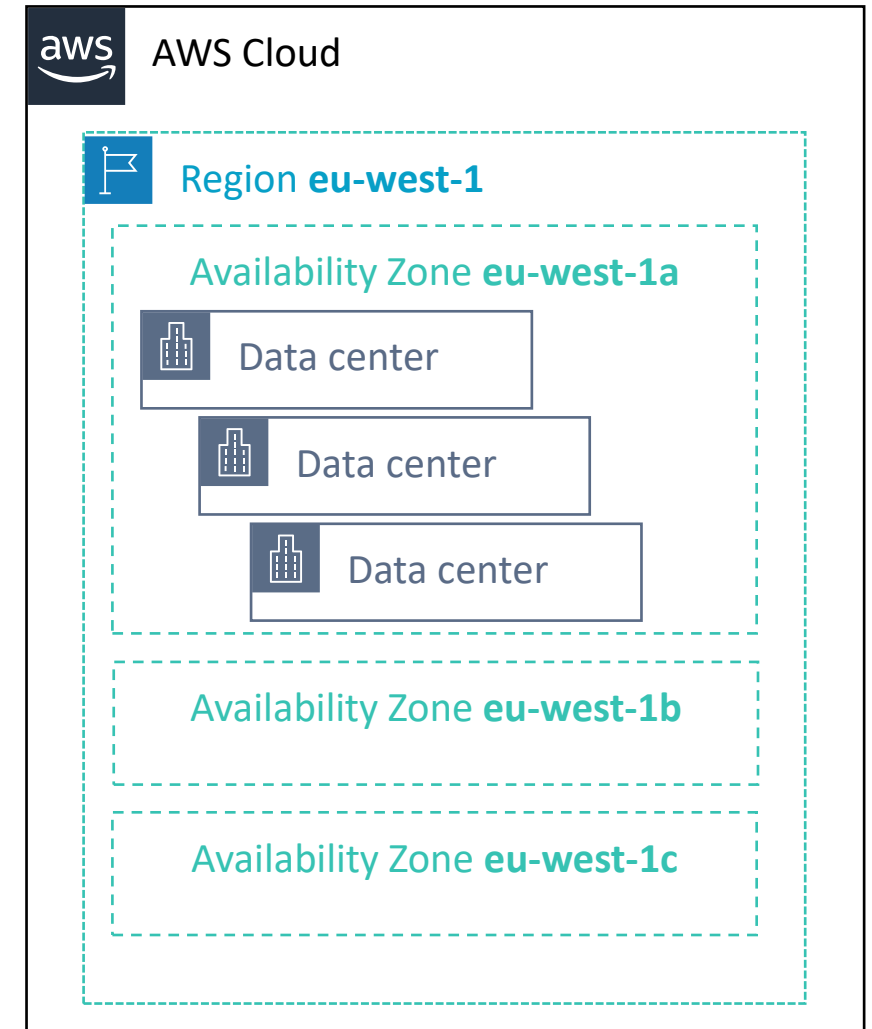 aws
AWS Cloud
Region eu-west-1
Availability Zone eu-west-1a
Data center
Data center
Data center
Availability Zone eu-west-1b
Availability Zone eu-west-1c